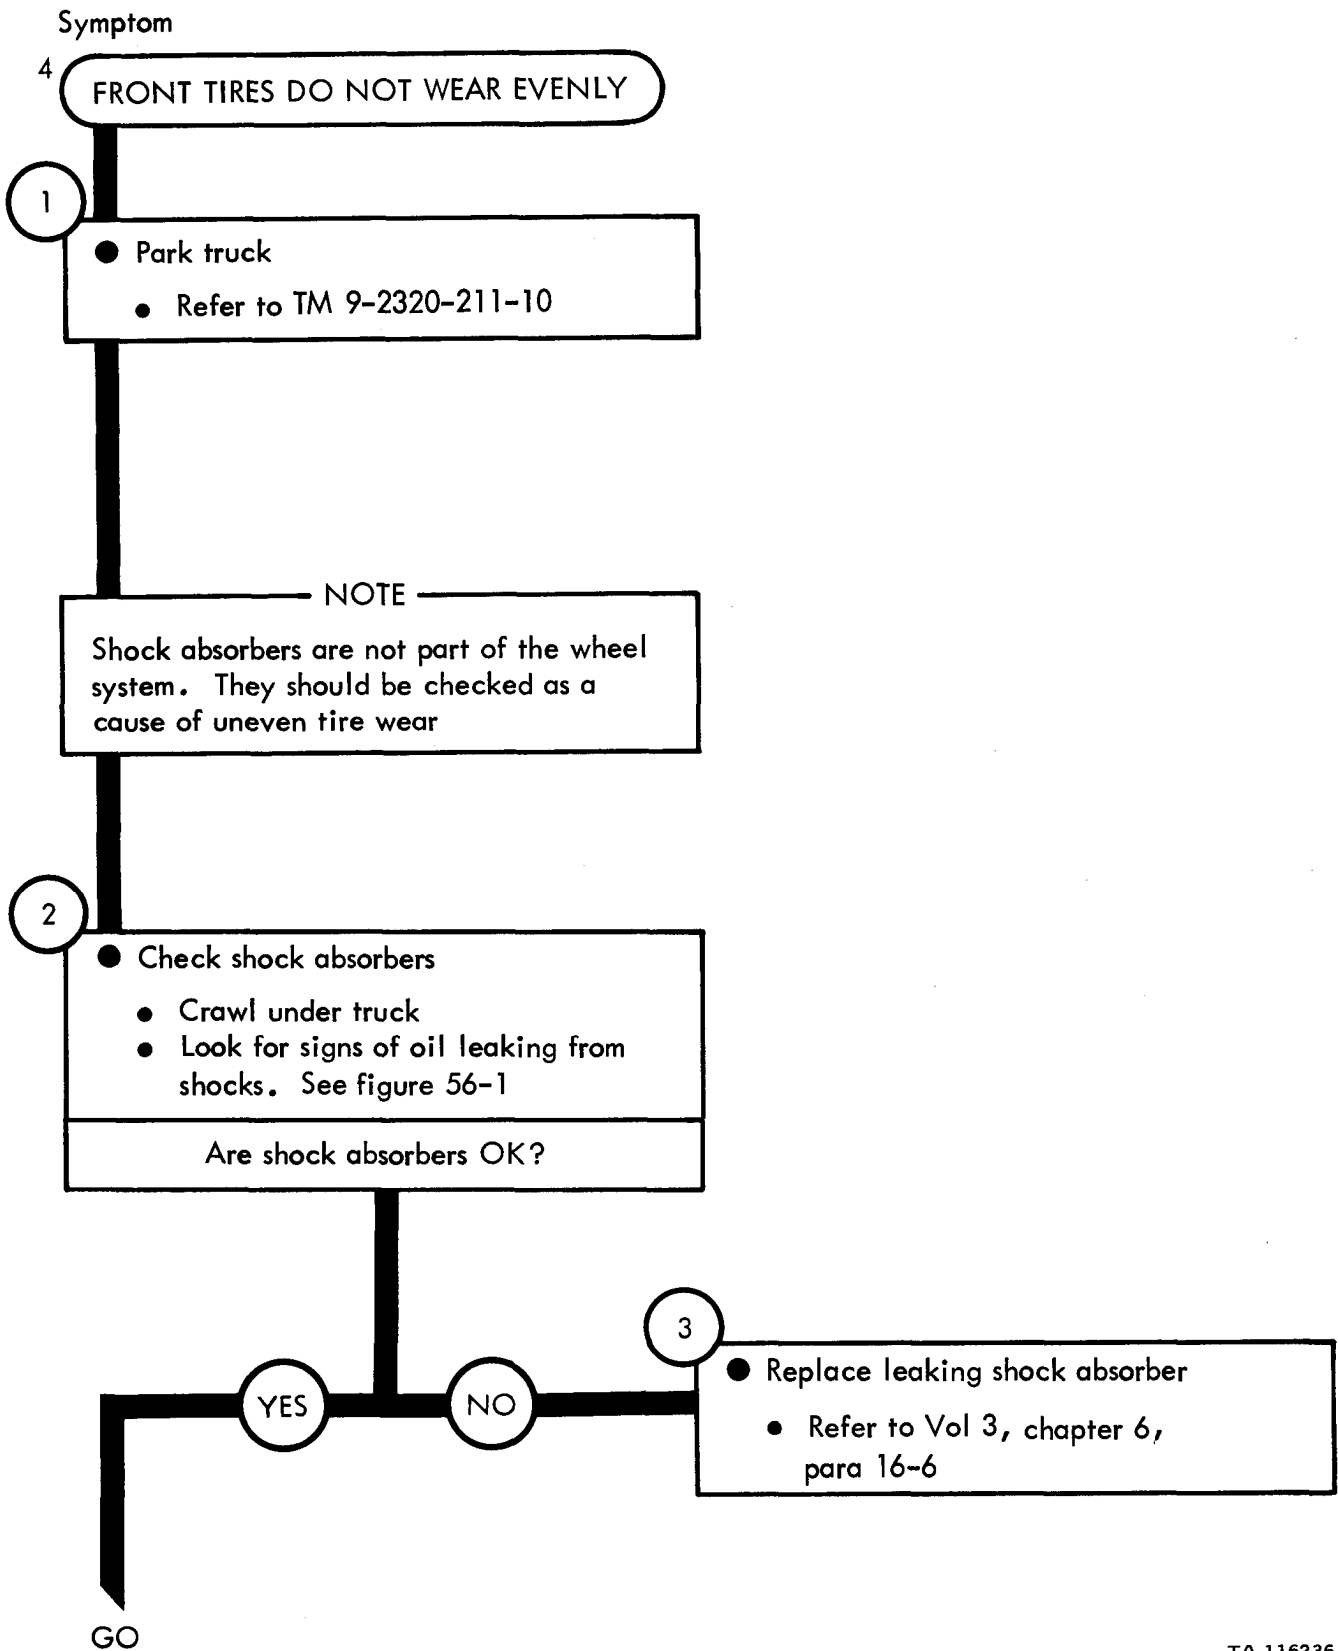 Symptom
4
FRONT TIRES DO NOT WEAR EVENLY
1
● Park truck
● Refer to TM 9-2320-211-10
NOTE
Shock absorbers are not part of the wheel
system. They should be checked as a
cause of uneven tire wear
2
● Check shock absorbers
● Crawl under truck
● Look for signs of oil leaking from
shocks. See figure 56-1
Are shock absorbers OK?
YES
NO
3
● Replace leaking shock absorber
● Refer to Vol 3, chapter 6,
para 16-6
GO
TA 116236